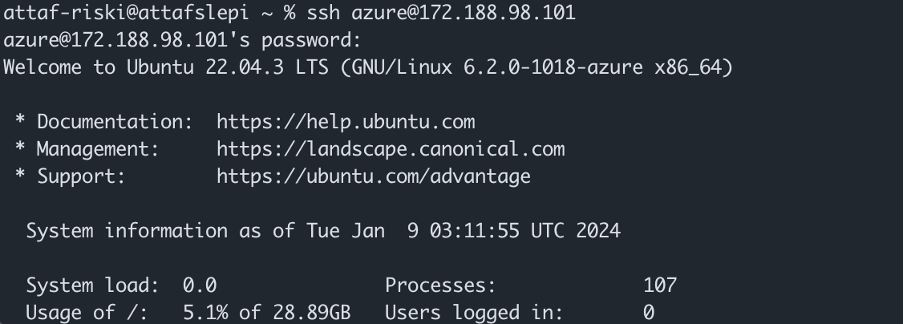 attaf-riski@attafslepi ~ % ssh azure@172.188.98.101
azure@172.188.98.101's password:
Welcome to Ubuntu 22.04.3 LTS (GNU/Linux 6.2.0-1018-azure x86_64)

 * Documentation:  https://help.ubuntu.com
 * Management:     https://landscape.canonical.com
 * Support:        https://ubuntu.com/advantage

  System information as of Tue Jan  9 03:11:55 UTC 2024

  System load:  0.0               Processes:             107
  Usage of /:   5.1% of 28.89GB   Users logged in:       0